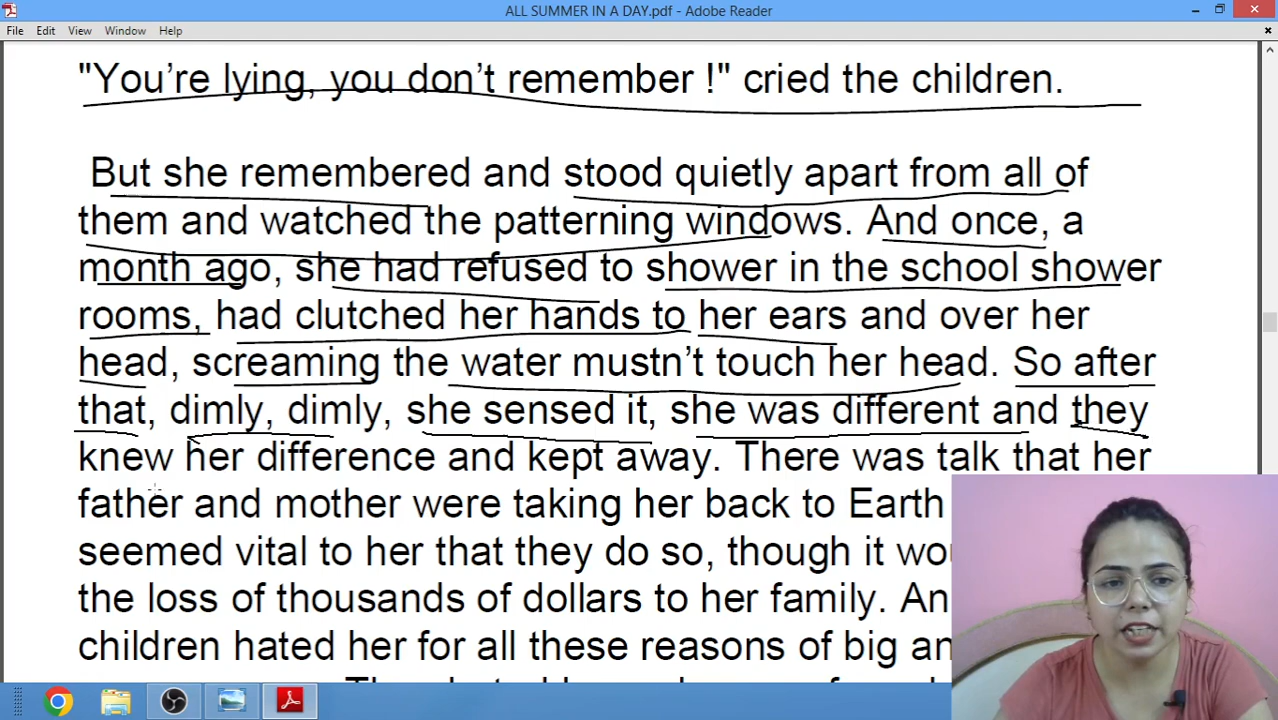 ALL SUMMER IN A DAY.pdf - Adobe Reader
File Edit View Window Help
"You’re lying, you don’t remember !" cried the children.
But she remembered and stood quietly apart from all of
them and watched the patterning windows. And once, a
month ago, she had refused to shower in the school shower
rooms, had clutched her hands to her ears and over her
head, screaming the water mustn’t touch her head. So after
that, dimly, dimly, she sensed it, she was different and they
knew her difference and kept away. There was talk that her
father and mother were taking her back to Earth
seemed vital to her that they do so, though it
the loss of thousands of dollars to her family.
children hated her for all these reasons of big